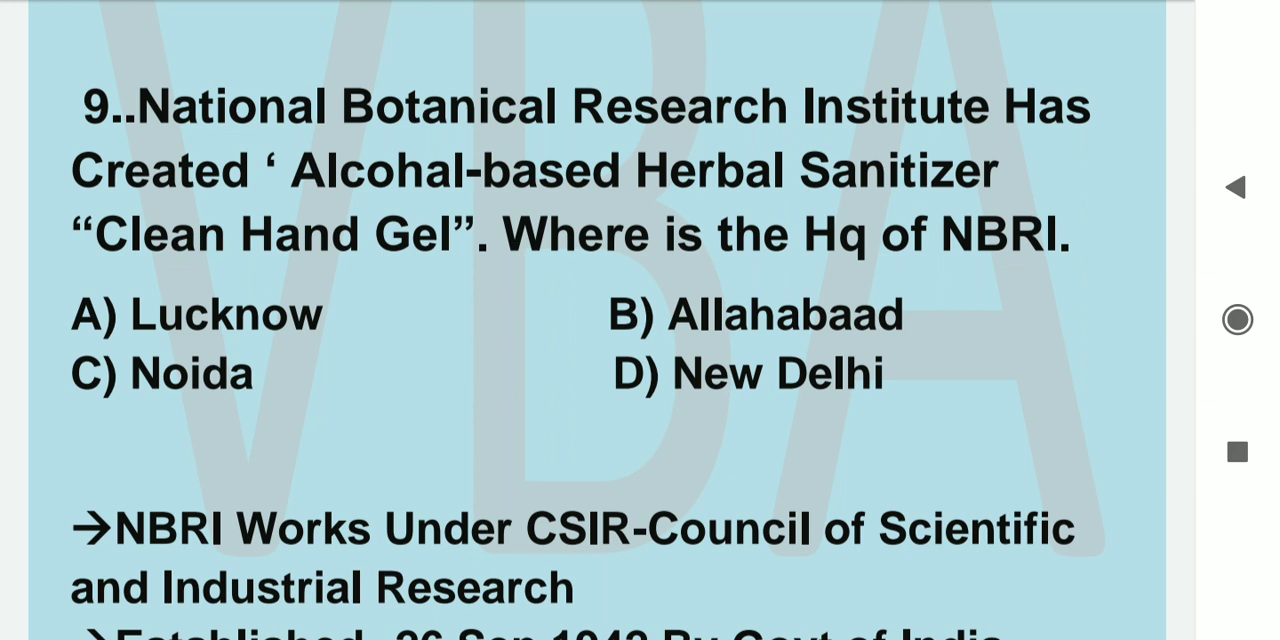 9..National Botanical Research Institute Has
Created ‘ Alcohal-based Herbal Sanitizer
“Clean Hand Gel”. Where is the Hq of NBRI.
A) Lucknow B) Allahabaad
C) Noida D) New Delhi
→NBRI Works Under CSIR-Council of Scientific
and Industrial Research
VBA